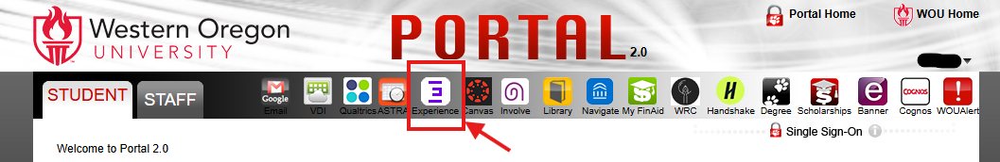 Western Oregon
UNIVERSITY
PORTAL 2.0
Portal Home
WOU Home
STUDENT
STAFF
Google
Email
VDI
Qualtrics
ASTRA
Experience
Canvas
Involve
Library
Navigate
My FinAid
WRC
Handshake
Degree
Scholarships
Banner
COGNOS
Cognos
WOUAlert
Single Sign-On
Welcome to Portal 2.0